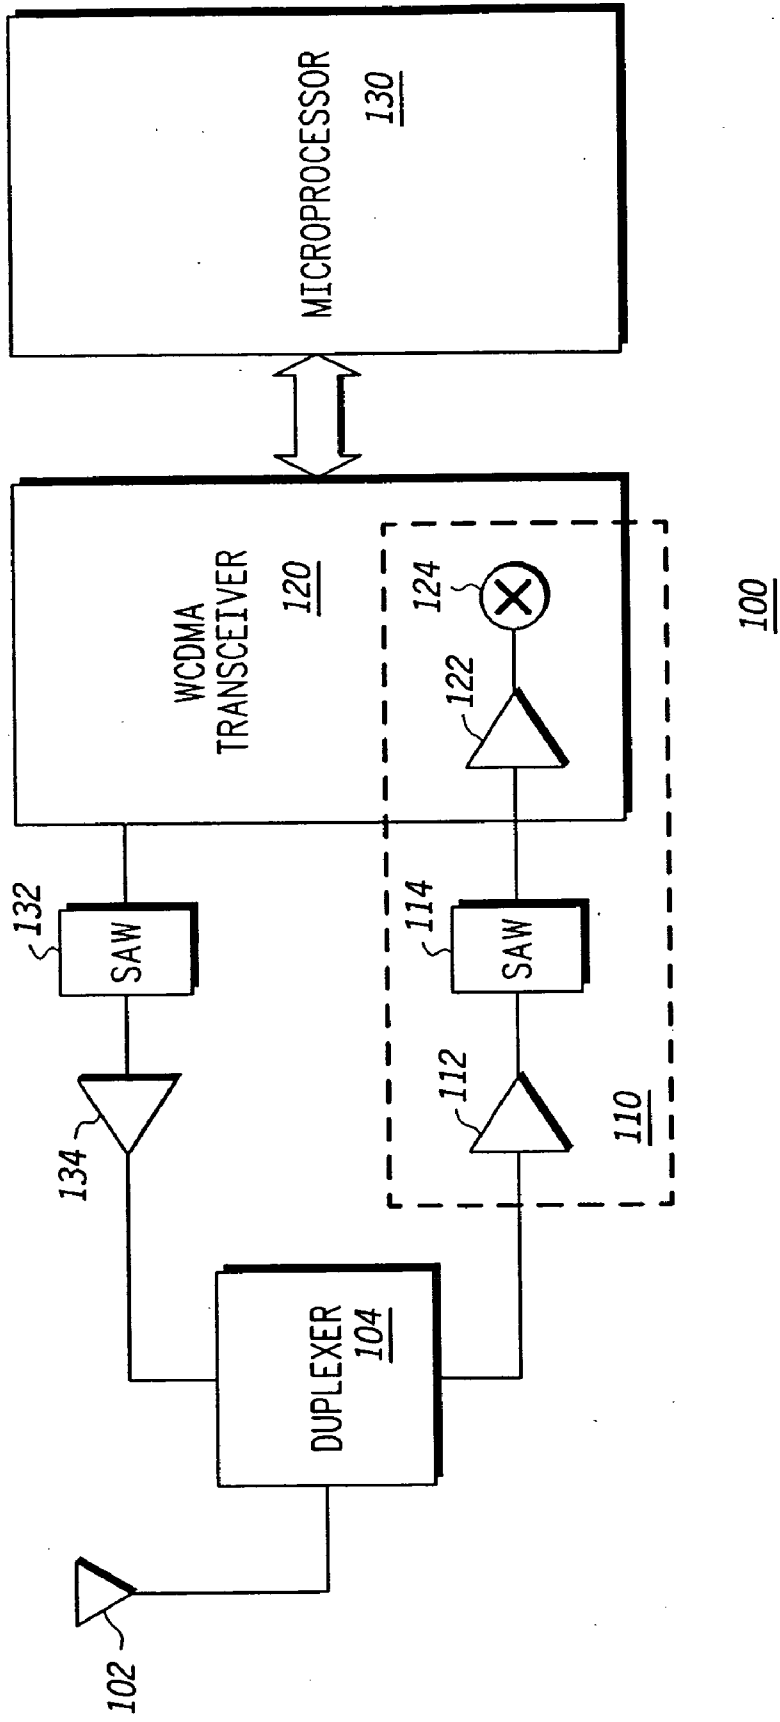 102
DUPLEXER
104
134
SAW
132
112
SAW
114
110
WCDMA
TRANSCEIVER
120
122
124
MICROPROCESSOR
130
100